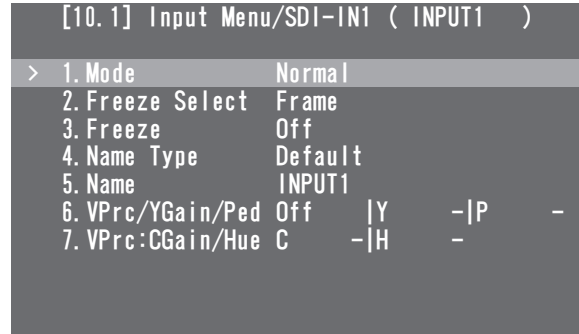 [10.1] Input Menu/SDI-IN1 ( INPUT1 )
> 1.Mode Normal
2.Freeze Select Frame
3.Freeze Off
4.Name Type Default
5.Name INPUT1
6.VPrc/YGain/Ped Off |Y -|P -
7.VPrc:CGain/Hue C -|H -